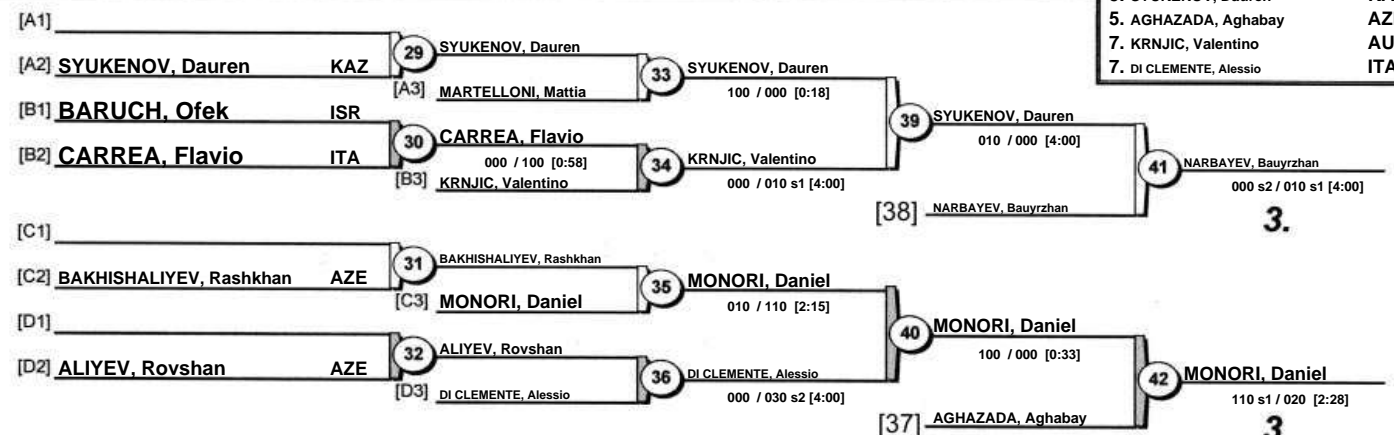 5. AGHAZADA, Aghabay AZ
7. KRNJIC, Valentino AU
7. DI CLEMENTE, Alessio ITA
[A1]
[A2] SYUKENOV, Dauren KAZ
29
SYUKENOV, Dauren
[A3] MARTELLONI, Mattia
33
SYUKENOV, Dauren
100 / 000 [0:18]
[B1] BARUCH, Ofek ISR
[B2] CARREA, Flavio ITA
30
CARREA, Flavio
000 / 100 [0:58]
[B3] KRNJIC, Valentino
34
KRNJIC, Valentino
000 / 010 s1 [4:00]
39
SYUKENOV, Dauren
010 / 000 [4:00]
[38] NARBAYEV, Bauyrzhan
41
NARBAYEV, Bauyrzhan
000 s2 / 010 s1 [4:00]
3.
[C1]
[C2] BAKHISHALIYEV, Rashkhan AZE
31
BAKHISHALIYEV, Rashkhan
[C3] MONORI, Daniel
35
MONORI, Daniel
010 / 110 [2:15]
[D1]
[D2] ALIYEV, Rovshan AZE
32
ALIYEV, Rovshan
[D3] DI CLEMENTE, Alessio
36
DI CLEMENTE, Alessio
000 / 030 s2 [4:00]
40
MONORI, Daniel
100 / 000 [0:33]
[37] AGHAZADA, Aghabay
42
MONORI, Daniel
110 s1 / 020 [2:28]
3